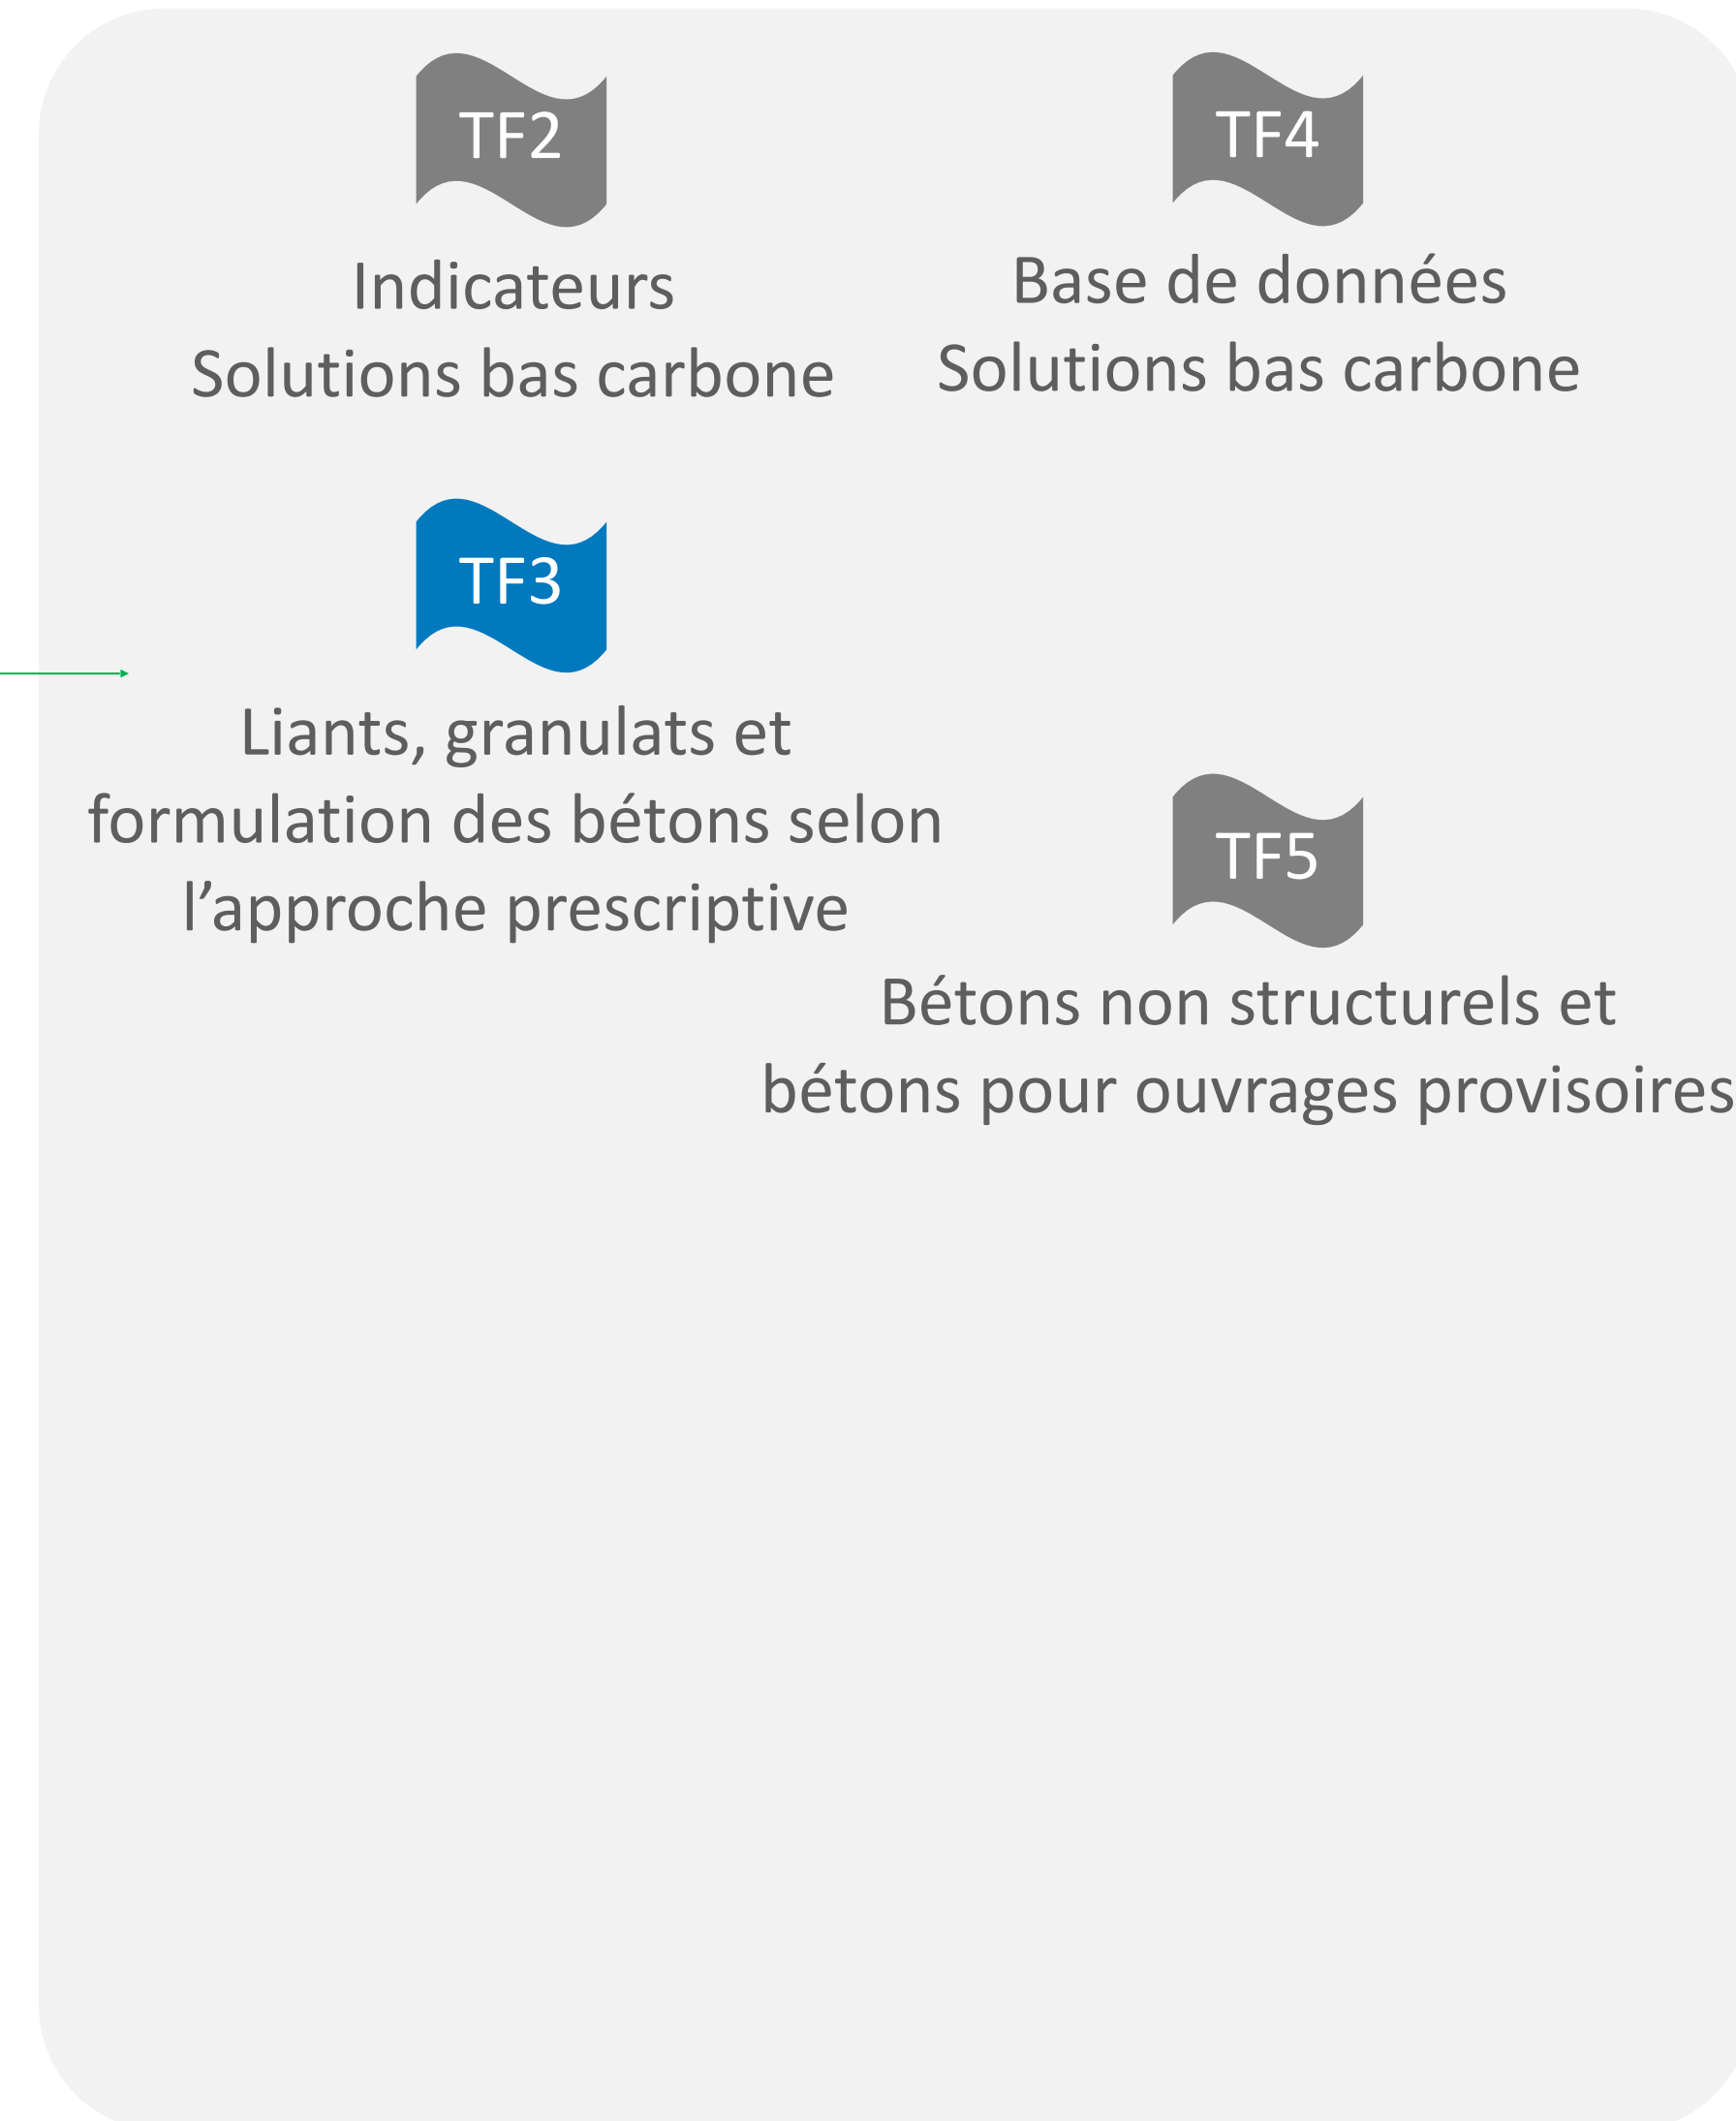 TF2
Indicateurs
Solutions bas carbone
TF4
Base de données
Solutions bas carbone
TF3
Liants, granulats et
formulation des bétons selon
l’approche prescriptive
TF5
Bétons non structurels et
bétons pour ouvrages provisoires